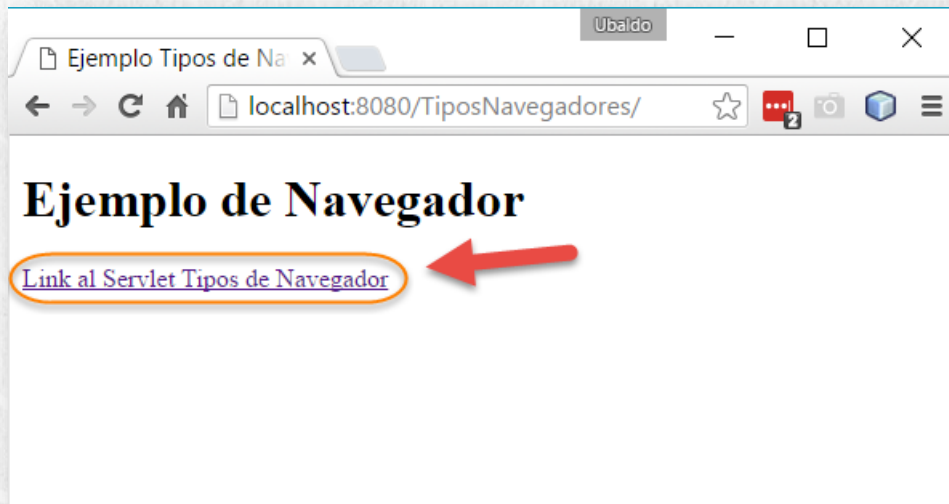 Ubaldo
Ejemplo Tipos de Na
localhost:8080/TiposNavegadores/
2
Ejemplo de Navegador
Link al Servlet Tipos de Navegador